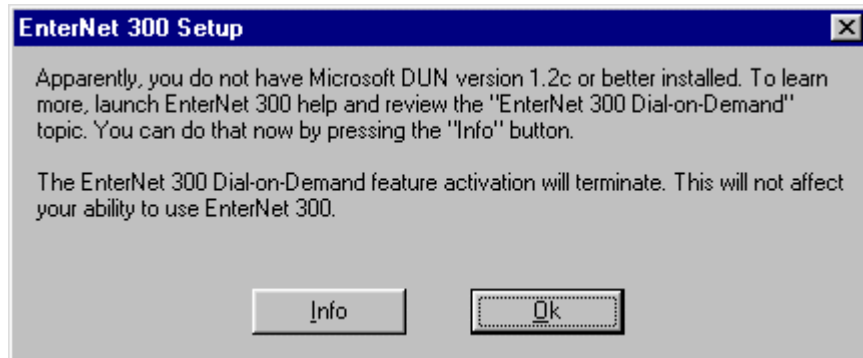 EnterNet 300 Setup
Apparently, you do not have Microsoft DUN version 1.2c or better installed. To learn
more, launch EnterNet 300 help and review the "EnterNet 300 Dial-on-Demand"
topic. You can do that now by pressing the "Info" button.
The EnterNet 300 Dial-on-Demand feature activation will terminate. This will not affect
your ability to use EnterNet 300.
Info
Ok